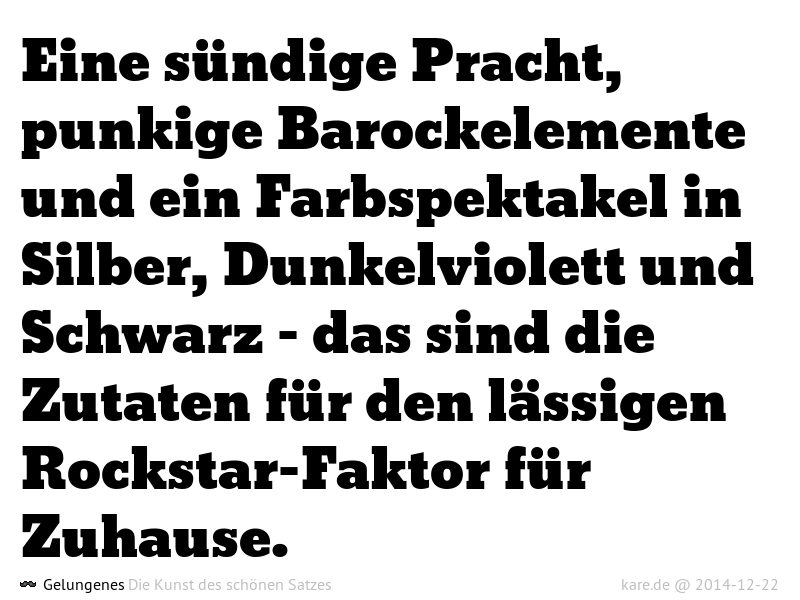 Eine sündige Pracht,
punkige Barockelemente
und ein Farbspektakel in
Silber, Dunkelviolett und
Schwarz - das sind die
Zutaten für den lässigen
Rockstar-Faktor für
Zuhause.
Gelungenes Die Kunst des schönen Satzes kare.de @ 2014-12-22